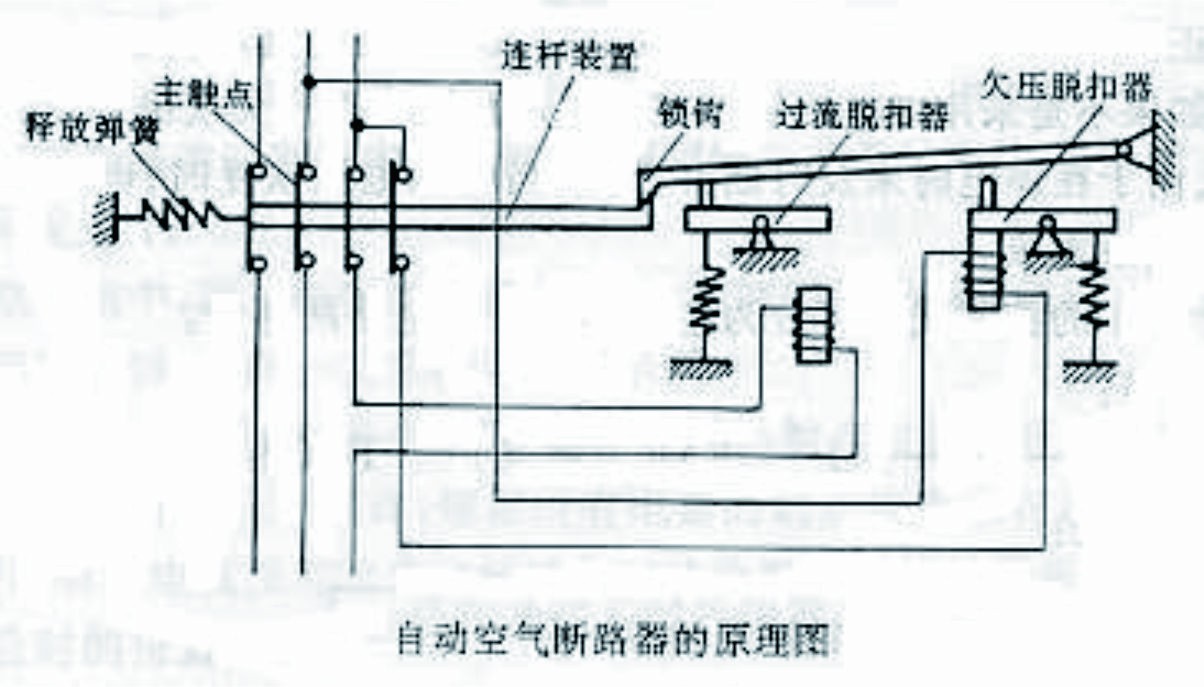 连杆装置
主触点
欠压脱扣器
锁钩
过流脱扣器
释放弹簧
自动空气断路器的原理图